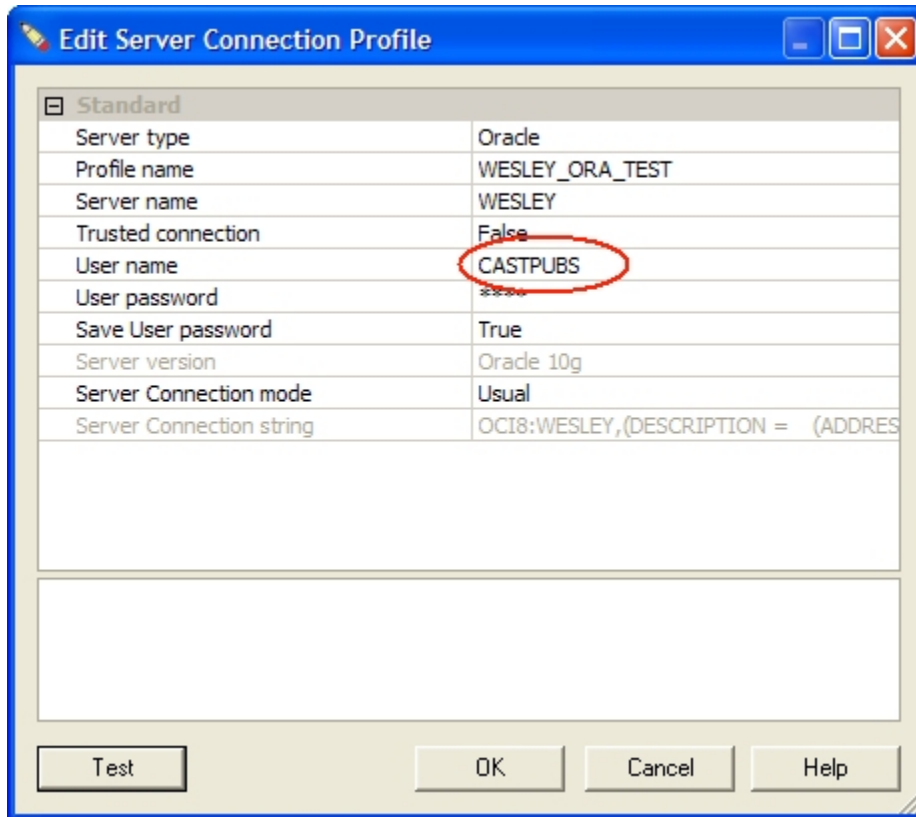 Edit Server Connection Profile
Standard
Server type Oracle
Profile name WESLEY_ORA_TEST
Server name WESLEY
Trusted connection False
User name CASTPUBS
User password ****
Save User password True
Server version Oracle 10g
Server Connection mode Usual
Server Connection string OCI8:WESLEY,(DESCRIPTION = (ADDRES
Test OK Cancel Help